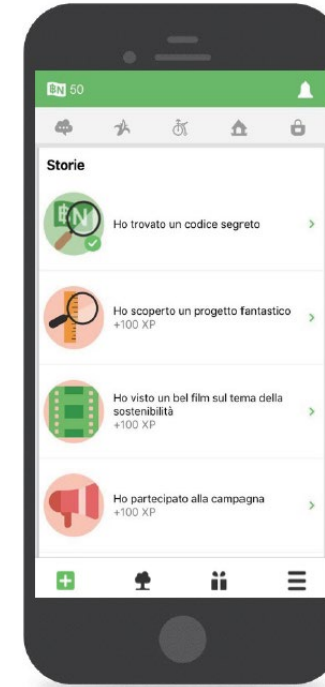 BN 50
Storie
BN
Ho trovato un codice segreto
Ho scoperto un progetto fantastico
+100 XP
Ho visto un bel film sul tema della
sostenibilità
+100 XP
Ho partecipato alla campagna
+100 XP